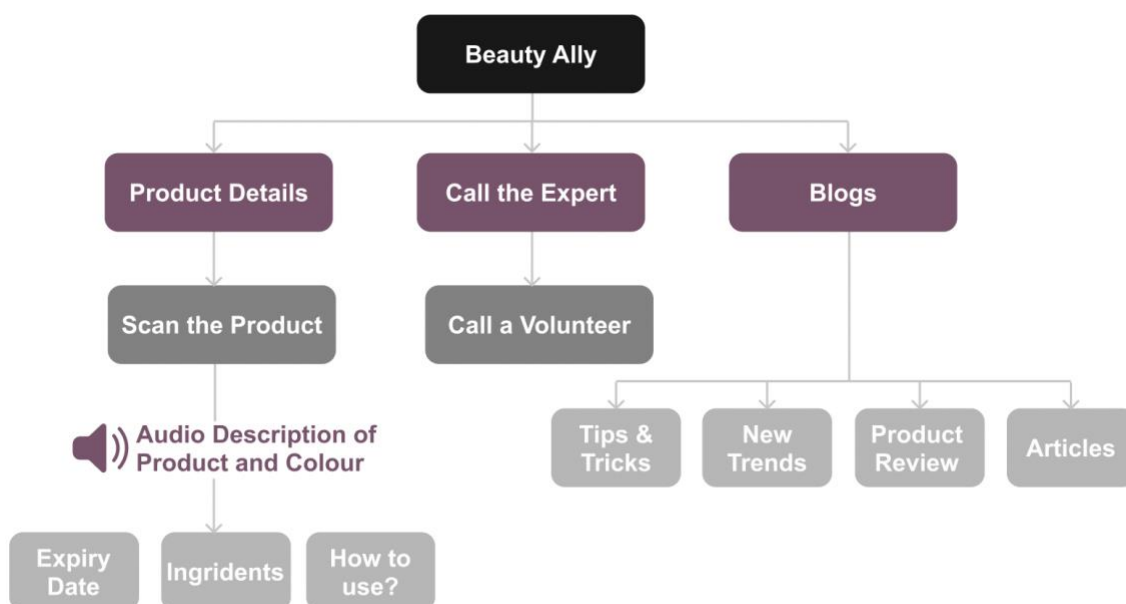 Beauty Ally
Product Details
Call the Expert
Blogs
Scan the Product
Call a Volunteer
Audio Description of
Product and Colour
Tips &
Tricks
New
Trends
Product
Review
Articles
Expiry
Date
Ingridents
How to
use?